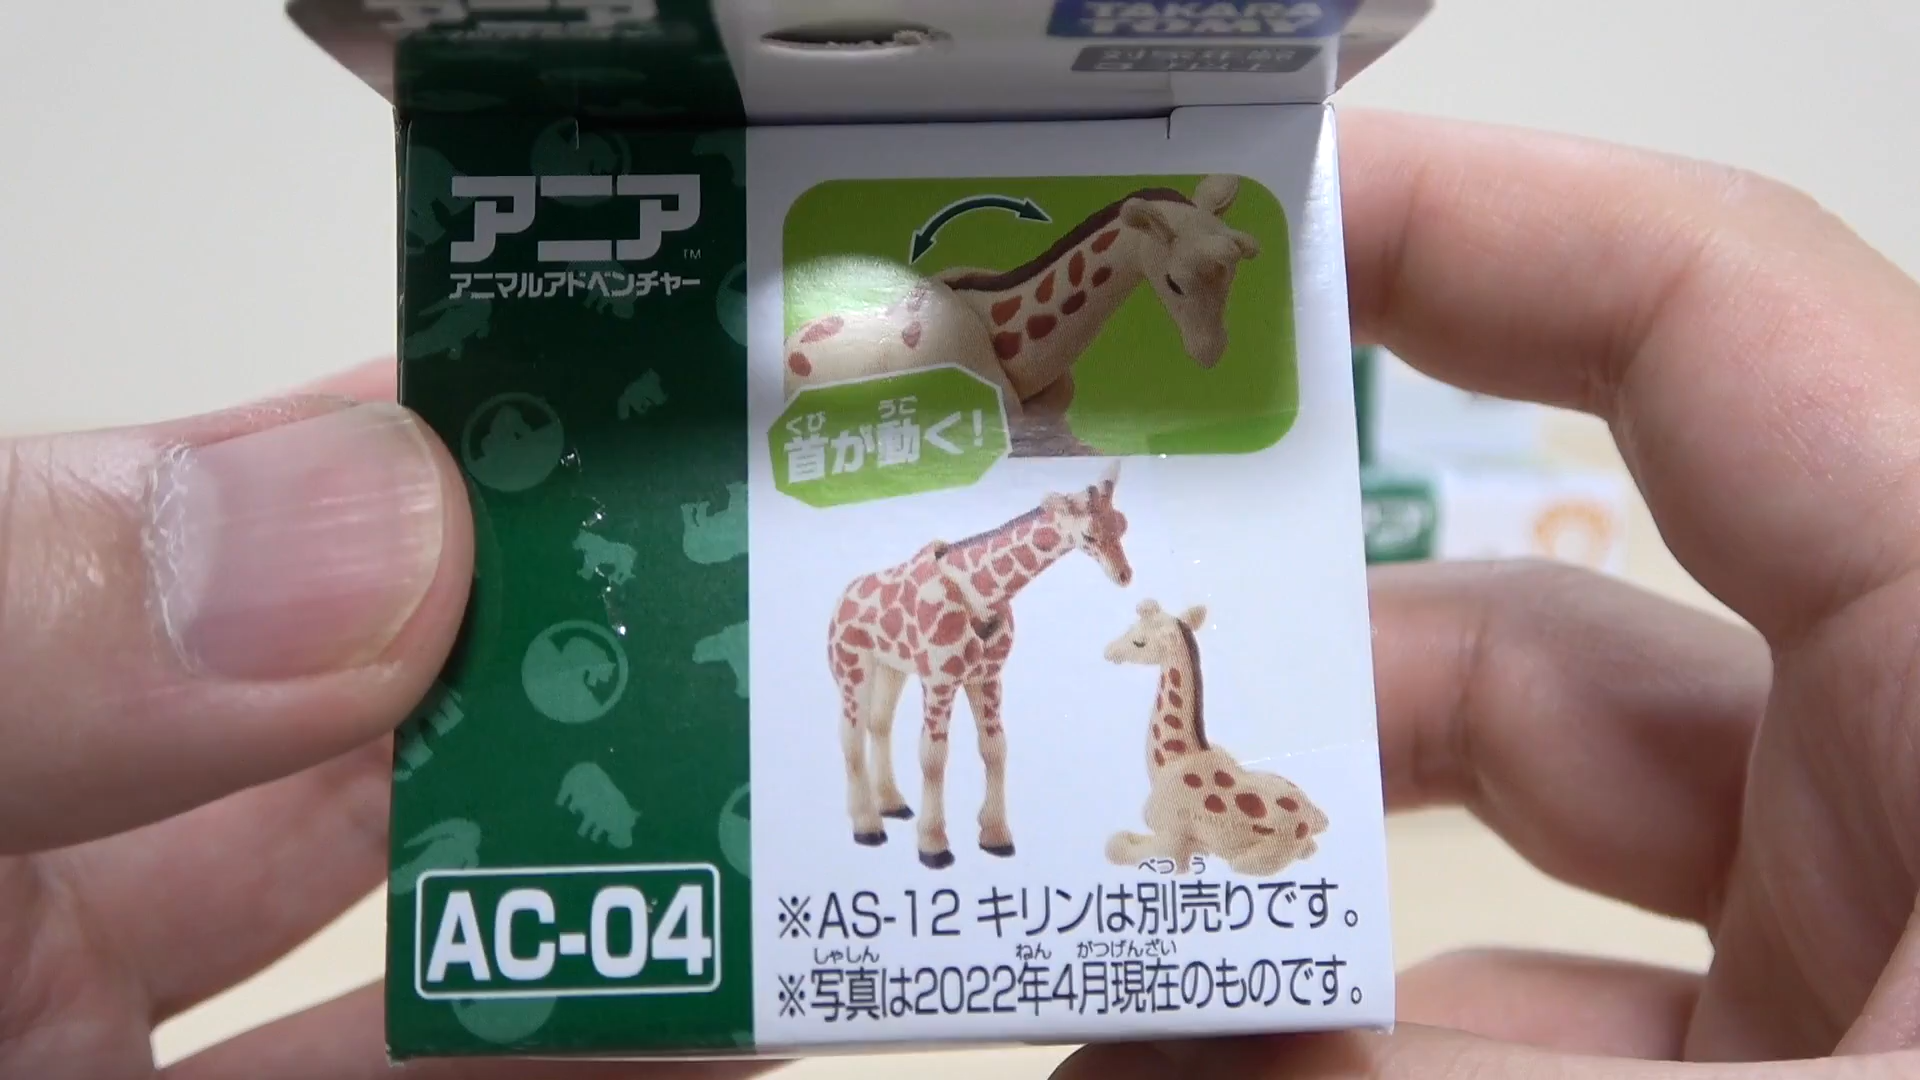 TAKARA
TOMY
アニア
TM
アニマルアドベンチャー
くび うご
首が動く!
AC-04
べつ う
※AS-12 キリンは別売りです。
しゃしん ねん がつげんざい
※写真は2022年4月現在のものです。